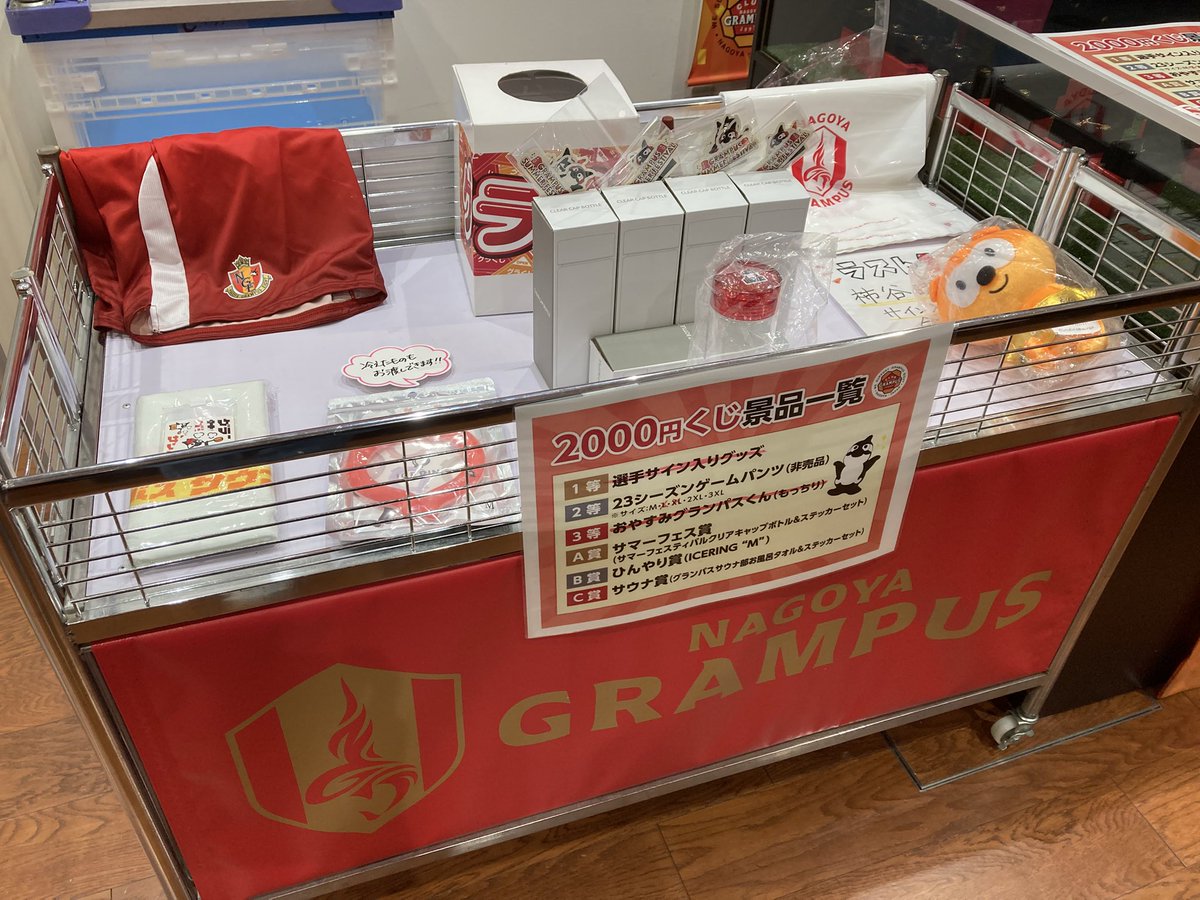 NAGOYA
GRAMPUS
CLEAR CAP BOTTLE
CLEAR CAP BOTTLE
CLEAR CAP BOTTLE
CLEAR CAP BOTTLE
ラスト
柿谷
サイン
冷えたものも
お渡しできます!!
2000円くじ
2000円くじ景品一覧
1等 選手サイン入りグッズ
2等 23シーズンゲームパンツ(非売品)
※サイズ:M・L・XL・2XL・3XL
3等 おやすみグランパスくん(もっちり)
A賞 サマーフェス賞
(サマーフェスティバルクリアキャップボトル&ステッカーセット)
B賞 ひんやり賞(ICERING “M”)
C賞 サウナ賞(グランパスサウナ部お風呂タオル&ステッカーセット)
NAGOYA
GRAMPUS